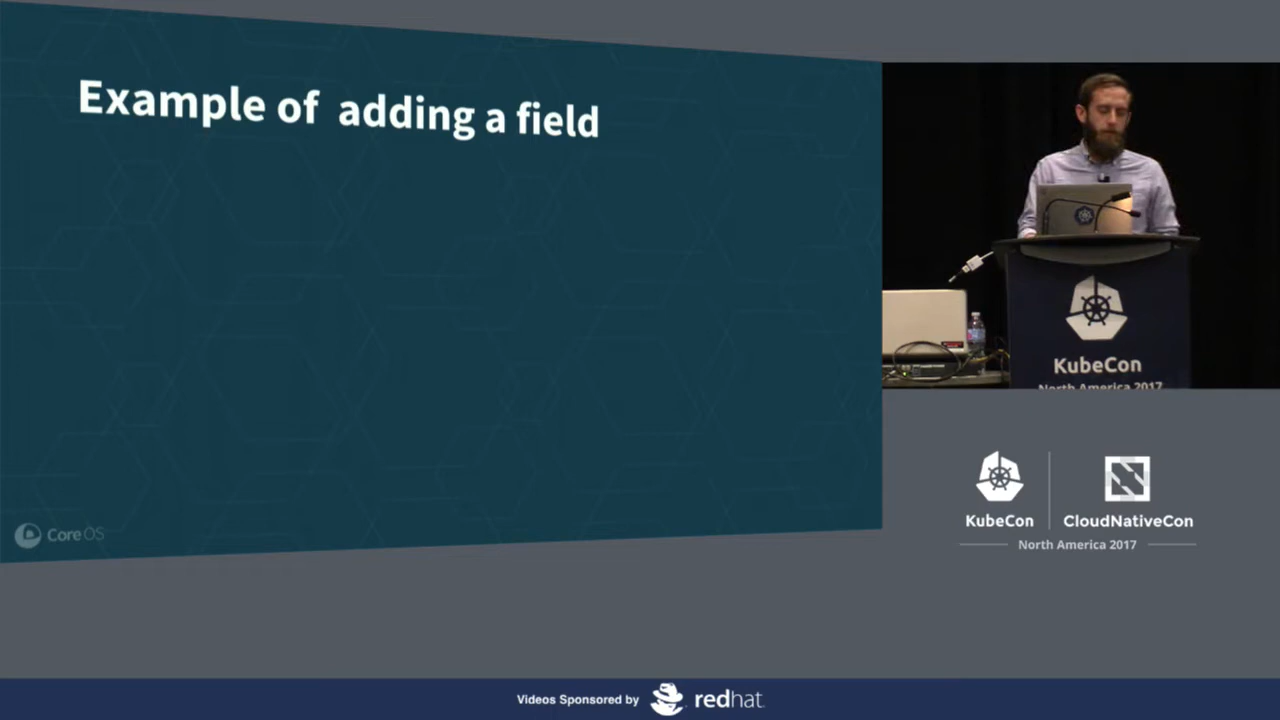 Example of adding a field
CoreOS
KubeCon
North America 2017
KubeCon
CloudNativeCon
North America 2017
Videos Sponsored by
redhat.